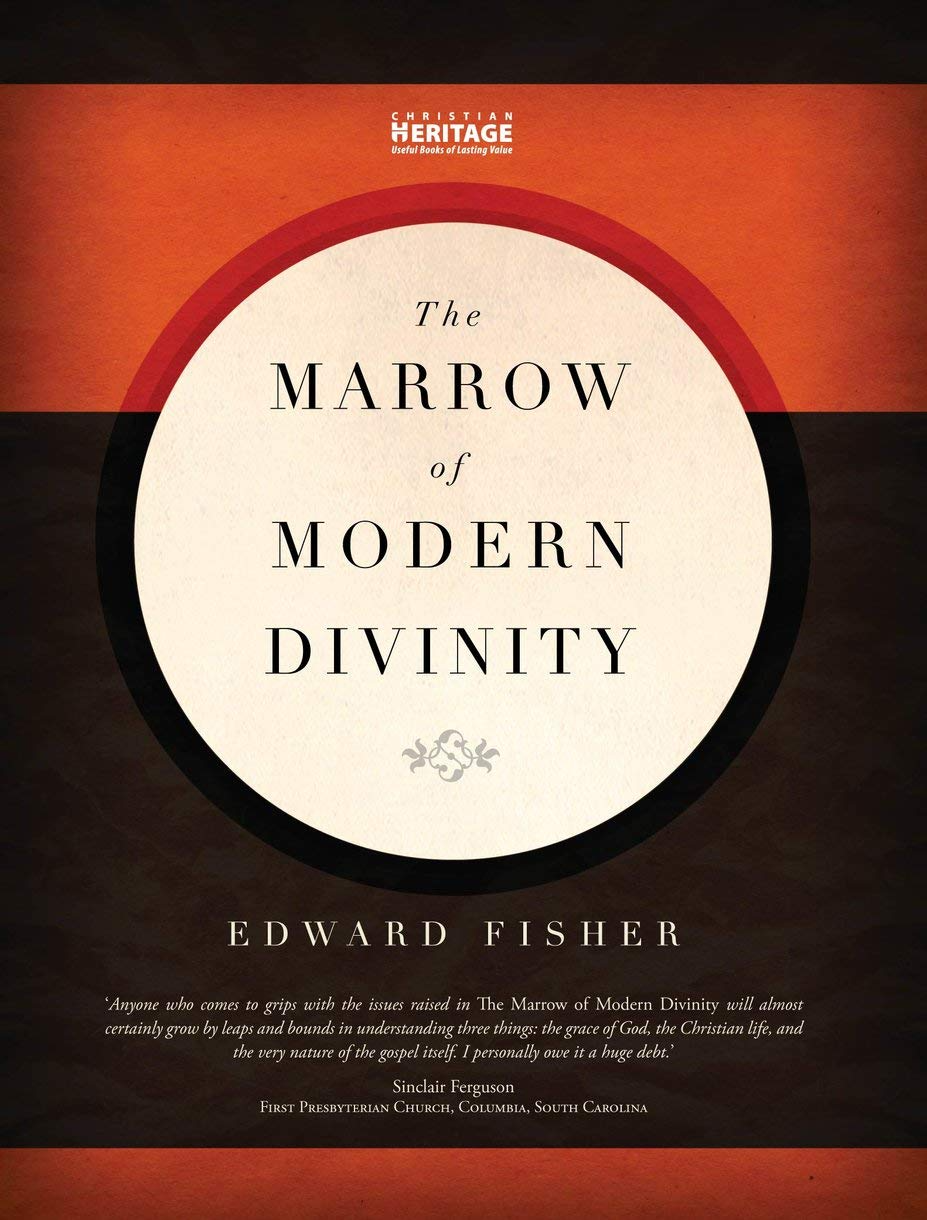 CHRISTIAN
HERITAGE
Useful Books of Lasting Value
The
MARROW
of
MODERN
DIVINITY
EDWARD FISHER
‘Anyone who comes to grips with the issues raised in The Marrow of Modern Divinity will almost
certainly grow by leaps and bounds in understanding three things: the grace of God, the Christian life, and
the very nature of the gospel itself. I personally owe it a huge debt.’
Sinclair Ferguson
First Presbyterian Church, Columbia, South Carolina